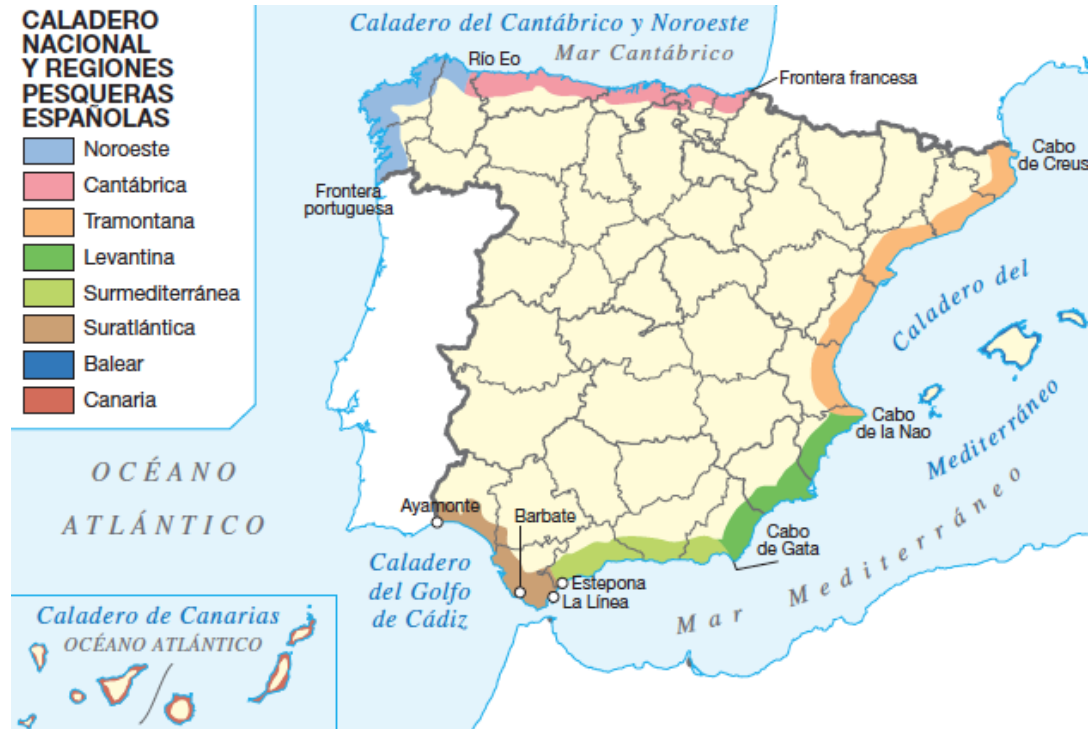 CALADERO
NACIONAL
Y REGIONES
PESQUERAS
ESPAÑOLAS
Noroeste
Cantábrica
Tramontana
Levantina
Surmediterránea
Suratlántica
Balear
Canaria
Caladero del Cantábrico y Noroeste
Mar Cantábrico
Río Eo
Frontera francesa
Cabo
de Creus
Frontera
portuguesa
Caladero del
Mediterráneo
Cabo
de la Nao
OCÉANO
ATLÁNTICO
Ayamonte
Barbate
Cabo
de Gata
Caladero
del Golfo
de Cádiz
Estepona
La Línea
Mar Mediterráneo
Caladero de Canarias
OCÉANO ATLÁNTICO